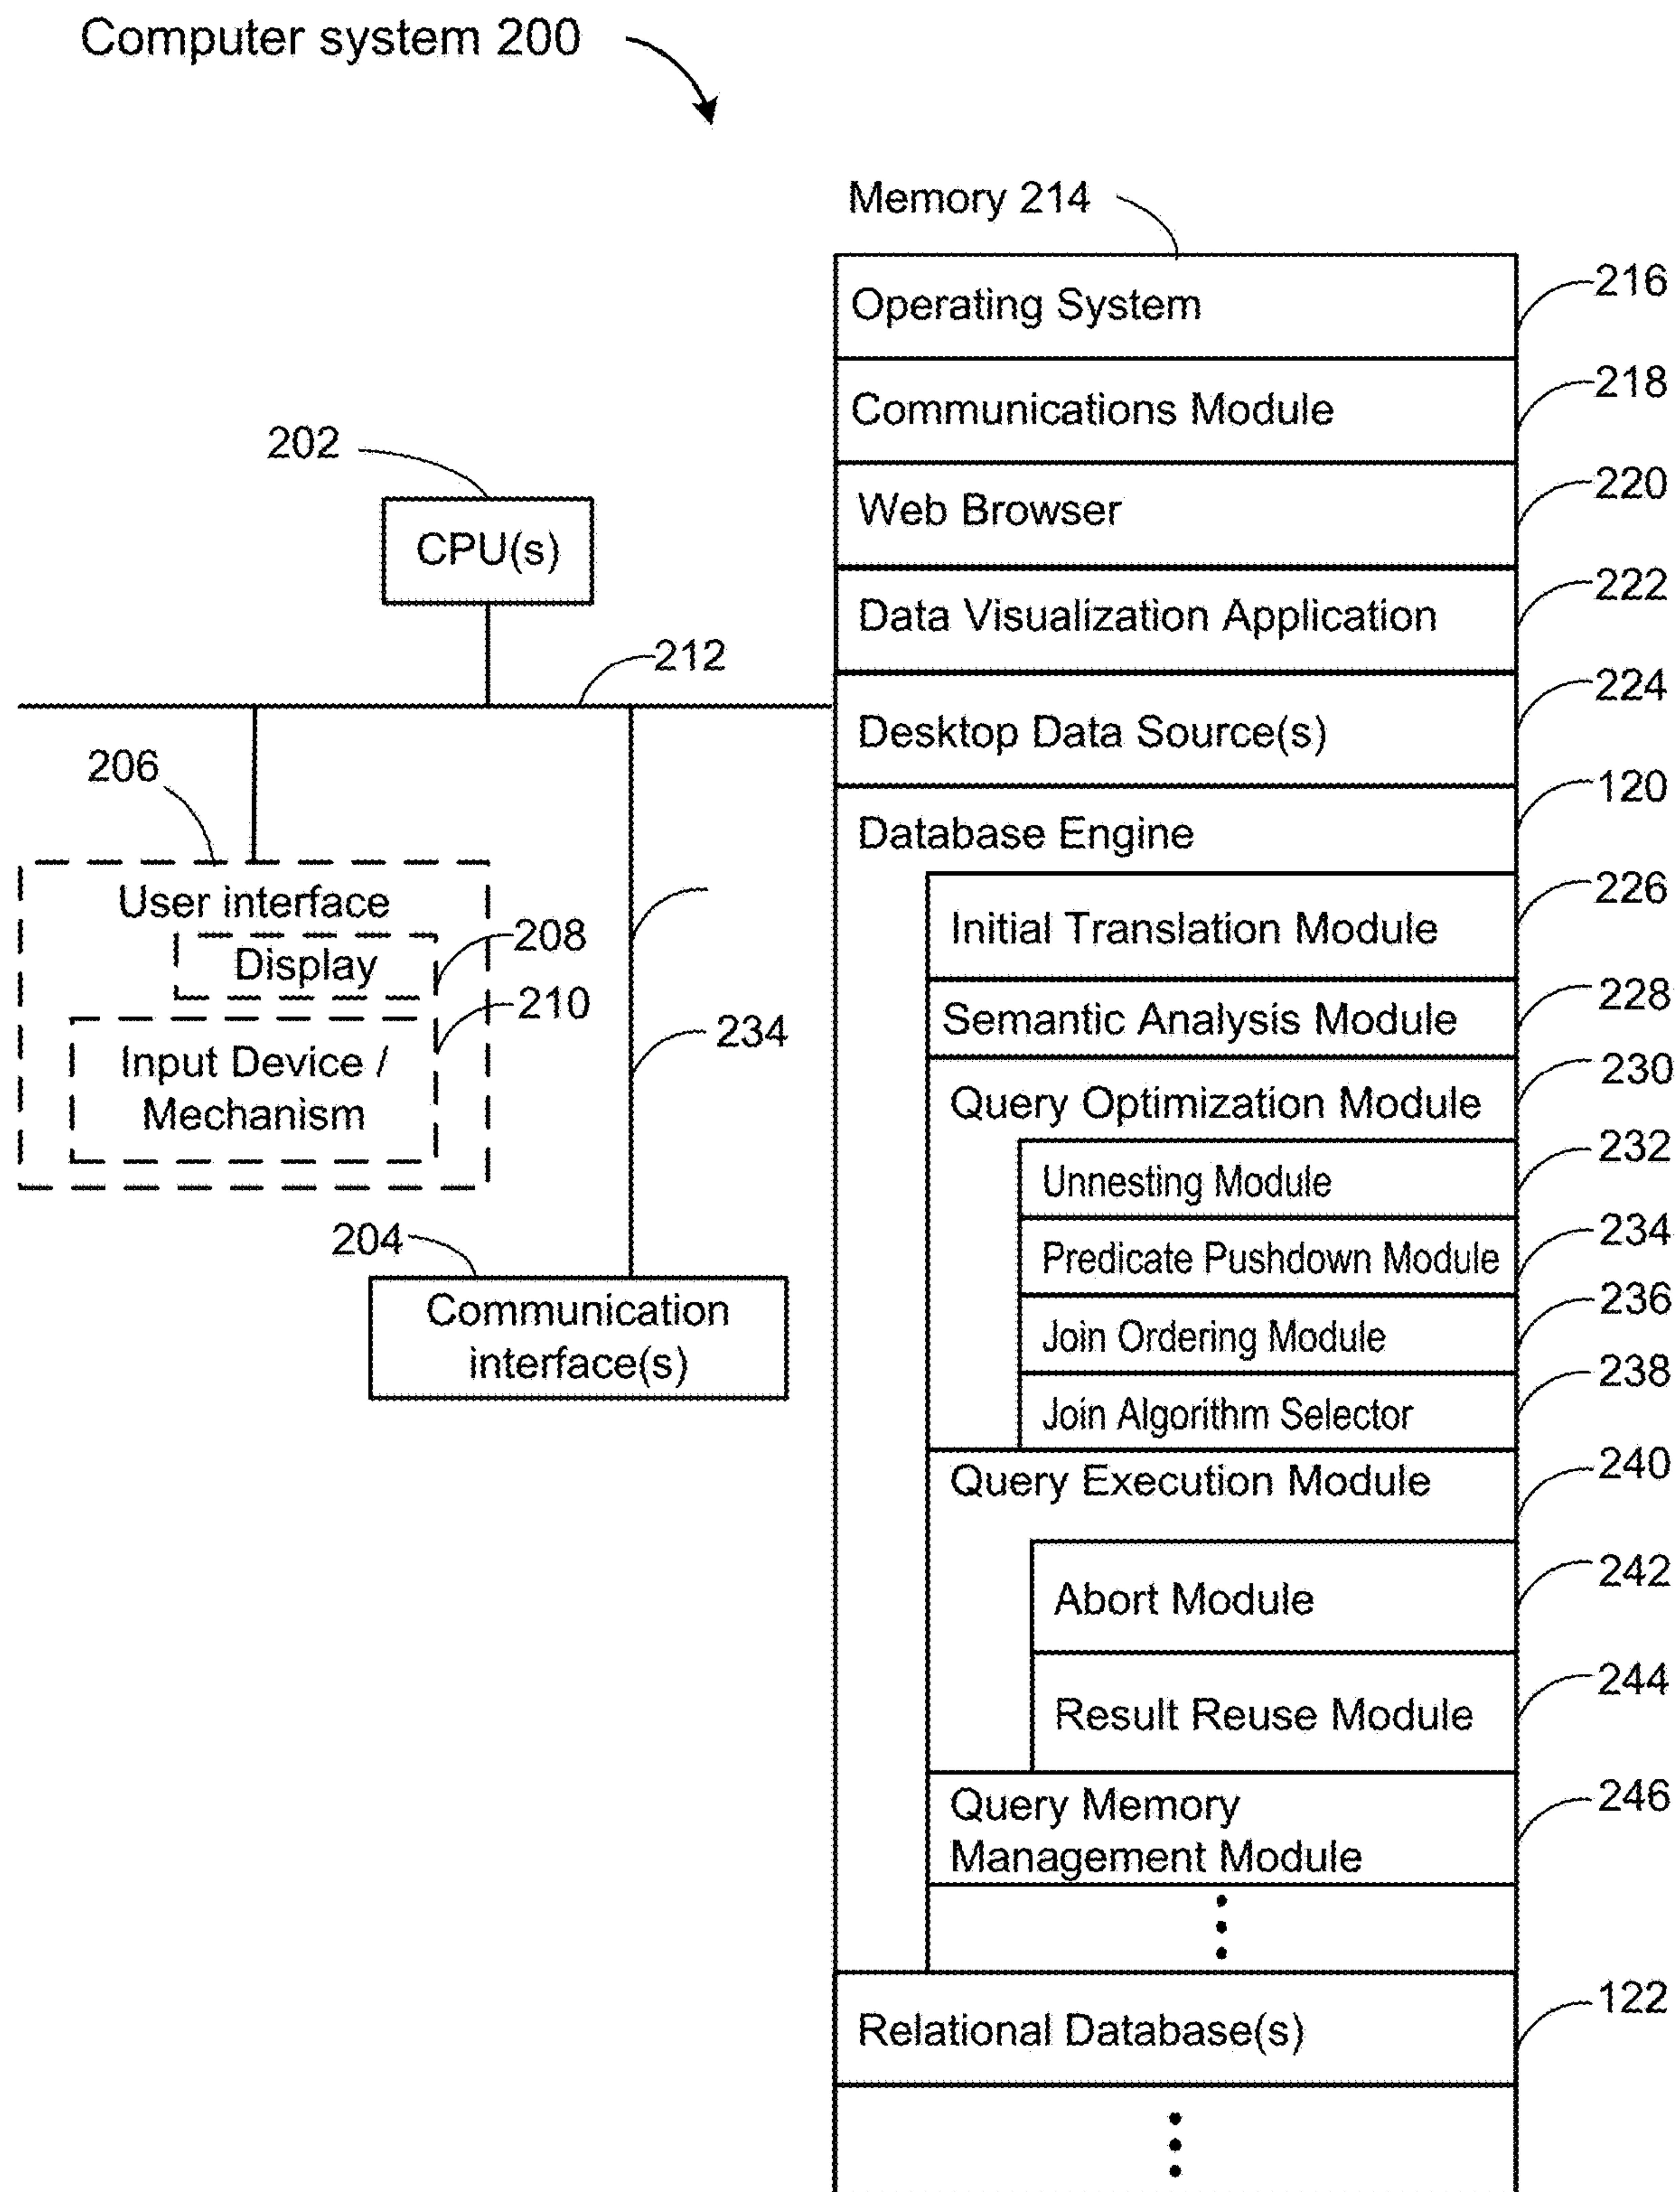 Computer system 200
Memory 214
Operating System
216
Communications Module
218
Web Browser
220
Data Visualization Application
222
Desktop Data Source(s)
224
Database Engine
120
Initial Translation Module
226
Semantic Analysis Module
228
Query Optimization Module
230
Unnesting Module
232
Predicate Pushdown Module
234
Join Ordering Module
236
Join Algorithm Selector
238
Query Execution Module
240
Abort Module
242
Result Reuse Module
244
Query Memory
Management Module
246
Relational Database(s)
122
202
CPU(s)
212
206
User interface
Display
208
210
Input Device /
Mechanism
234
204
Communication
interface(s)